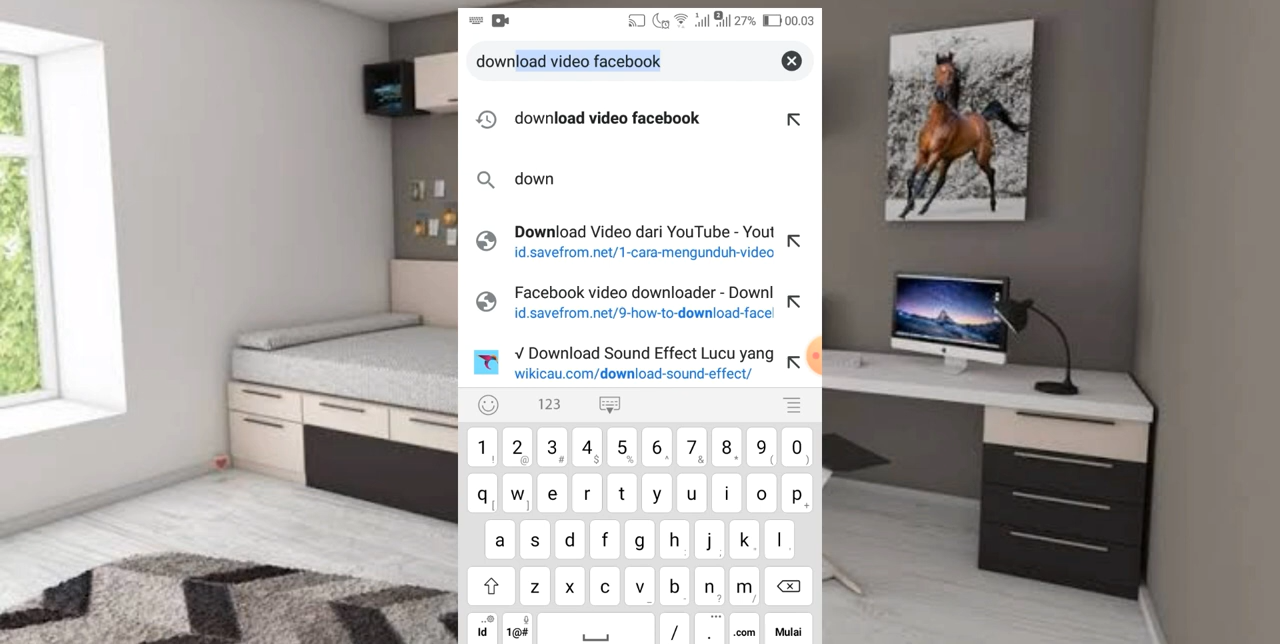 27% 00.03
download video facebook
download video facebook
down
Download Video dari YouTube - Yout
id.savefrom.net/1-cara-mengunduh-video
Facebook video downloader - Downl
id.savefrom.net/9-how-to-download-facel
√ Download Sound Effect Lucu yang
wikicau.com/download-sound-effect/
123
1 2 3 4 5 6 7 8 9 0
! @ # $ % ^ & * ( )
q w e r t y u i o p
a s d f g h j k l
z x c v b n m
Id 1@# / . .com Mulai